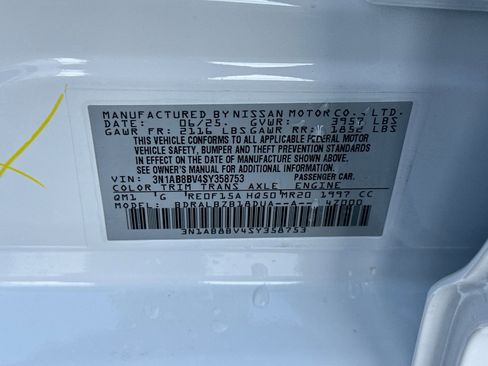 MANUFACTURED BY NISSAN MOTOR CO., LTD.
DATE: 06/25. GVWR: 3957 LBS
GAWR FR: 2116 LBS GAWR RR: 1852 LBS
THIS VEHICLE CONFORMS TO ALL APPLICABLE FEDERAL MOTOR
VEHICLE SAFETY, BUMPER, AND THEFT PREVENTION STANDARDS
IN EFFECT ON THE DATE OF MANUFACTURE SHOWN ABOVE.
SEE OWNER'S MANUAL FOR ADDITIONAL INFORMATION
VIN: 3N1AB8BV4SY358753 PASSENGER CAR.
COLOR TRIM TRANS AXLE ENGINE
QM1 G RE0F15A HQ50 MR20 1997 CC
MODEL: BDRALBZB18DUA--A-- 47000
3N1AB8BV4SY358753